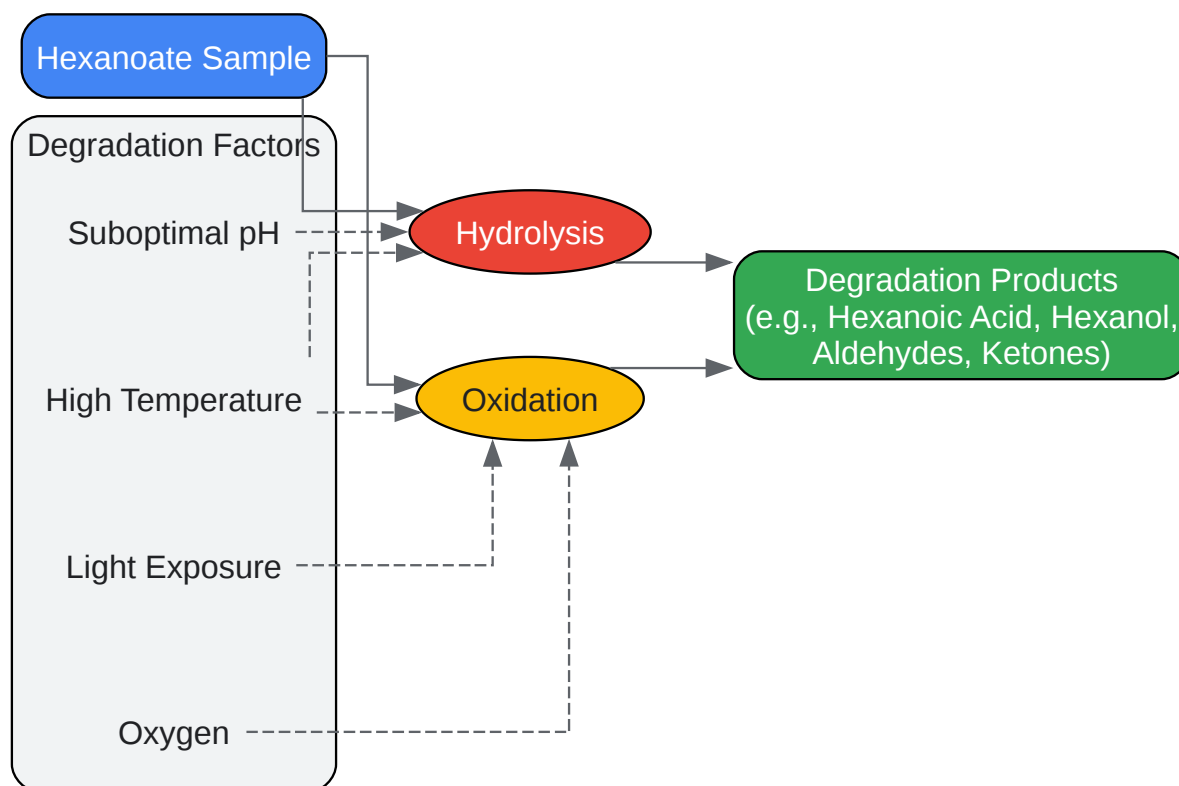 Hexanoate Sample
Degradation Factors
Suboptimal pH
Hydrolysis
Degradation Products
(e.g., Hexanoic Acid, Hexanol,
Aldehydes, Ketones)
High Temperature
Oxidation
Light Exposure
Oxygen